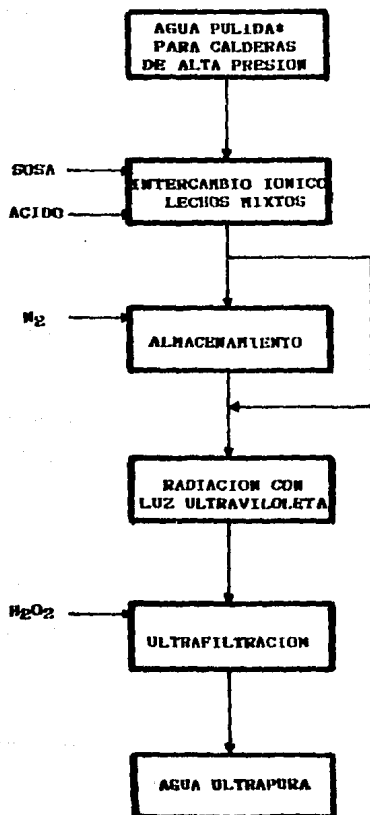 AGUA PULIDA*
PARA CALDERAS
DE ALTA PRESION
SOSA
ACIDO
INTERCAMBIO IONICO
LECHOS MIXTOS
N2
ALMACENAMIENTO
RADIACION CON
LUZ ULTRAVILOLETA
H2O2
ULTRAFILTRACION
AGUA ULTRAPURA